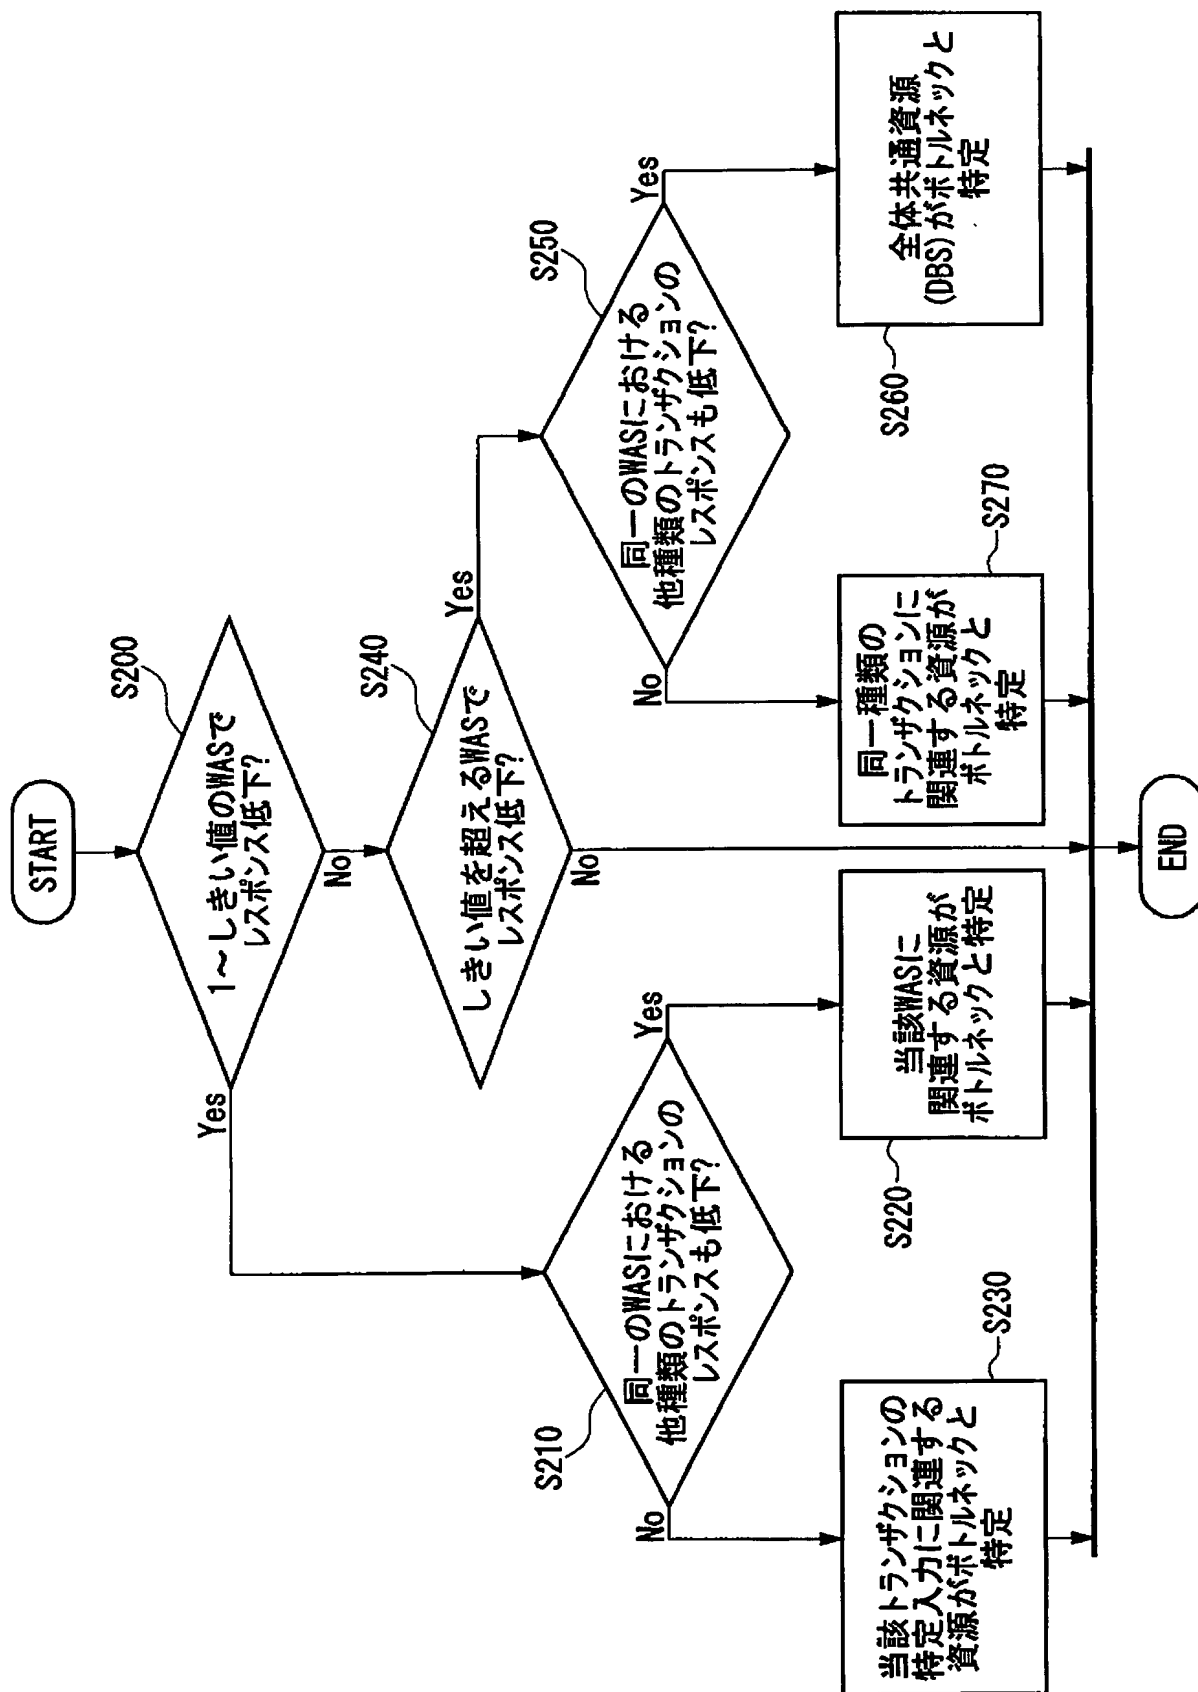 START
S200
1～しきい値のWASで
レスポンス低下?
Yes
No
S240
しきい値を超えるWASで
レスポンス低下?
Yes
No
S210
同一のWASにおける
他種類のトランザクションの
レスポンスも低下?
No
Yes
S250
同一のWASにおける
他種類のトランザクションの
レスポンスも低下?
No
Yes
当該トランザクションの
特定入力に関連する
資源がボトルネックと
特定
S230
S220
当該WASに
関連する資源が
ボトルネックと特定
同一種類の
トランザクションに
関連する資源が
ボトルネックと
特定
S270
S260
全体共通資源
(DBS)がボトルネックと
特定
END